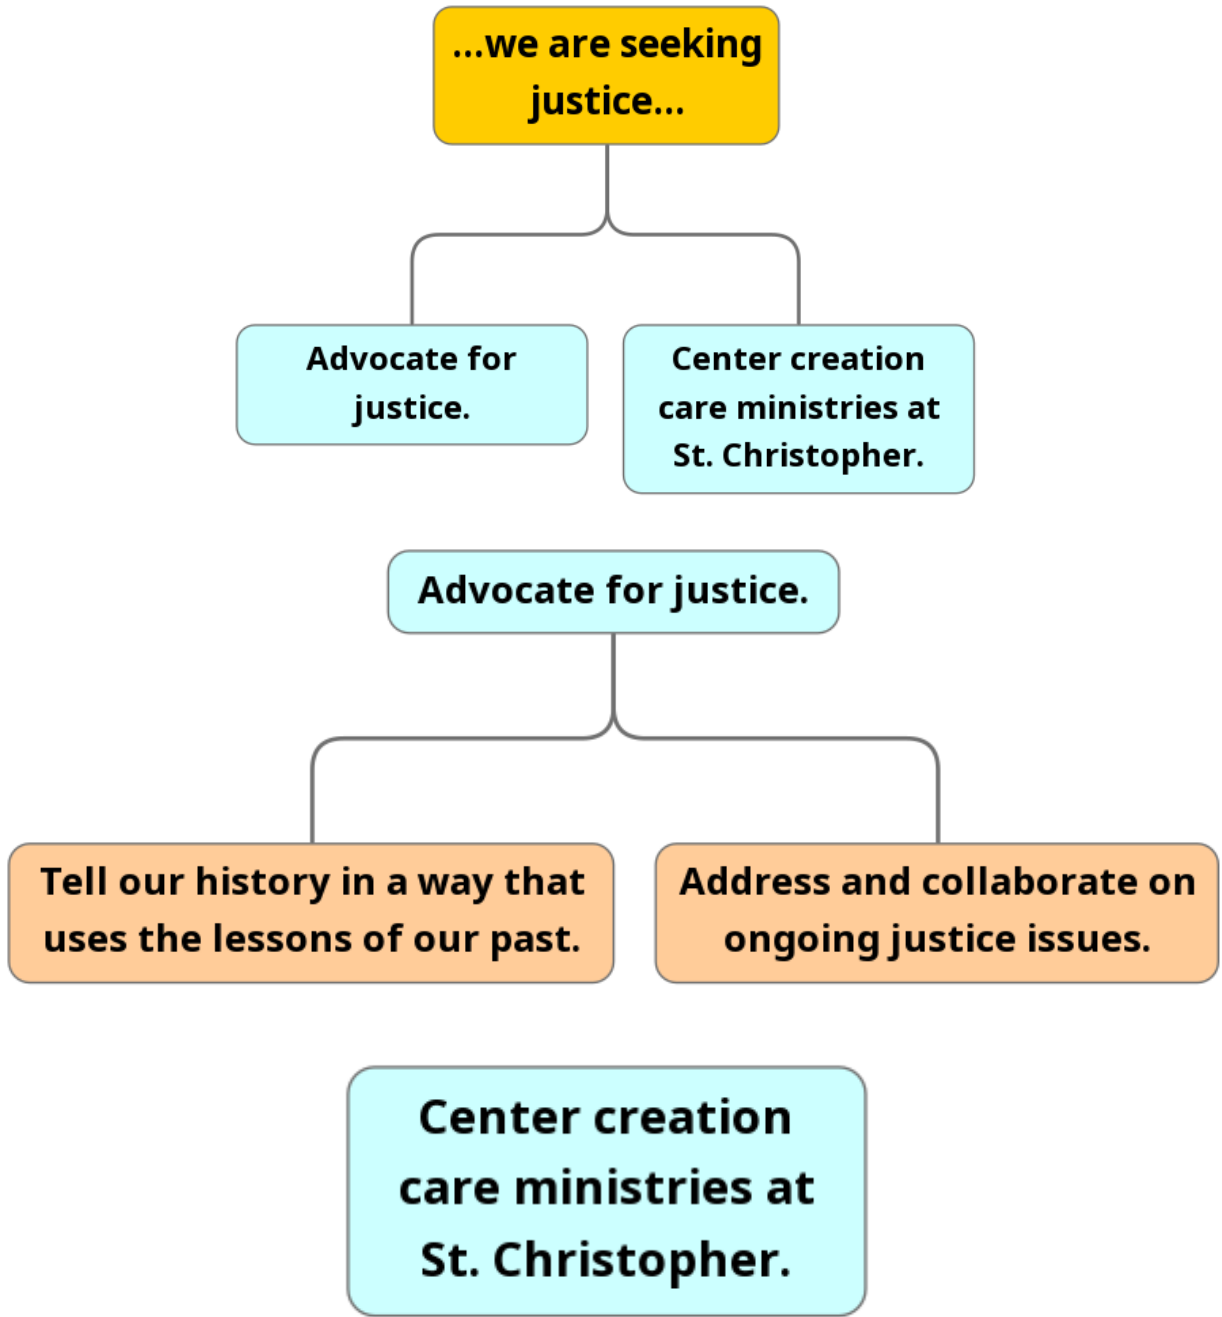 ...we are seeking
justice...
Advocate for
justice.
Center creation
care ministries at
St. Christopher.
Advocate for justice.
Tell our history in a way that
uses the lessons of our past.
Address and collaborate on
ongoing justice issues.
Center creation
care ministries at
St. Christopher.